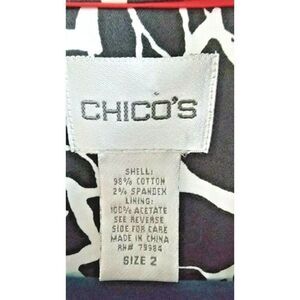 CHICO'S
SHELL:
98% COTTON
2% SPANDEX
LINING:
100% ACETATE
SEE REVERSE
SIDE FOR CARE
MADE IN CHINA
RN# 79984
SIZE 2